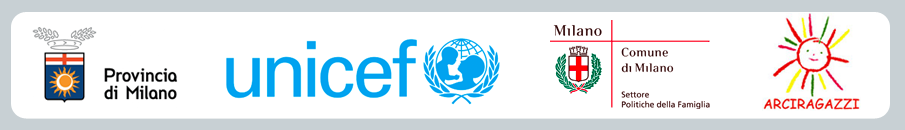 Provincia
di Milano
unicef
Milano
Comune
di Milano
Settore
Politiche della Famiglia
ARCIRAGAZZI